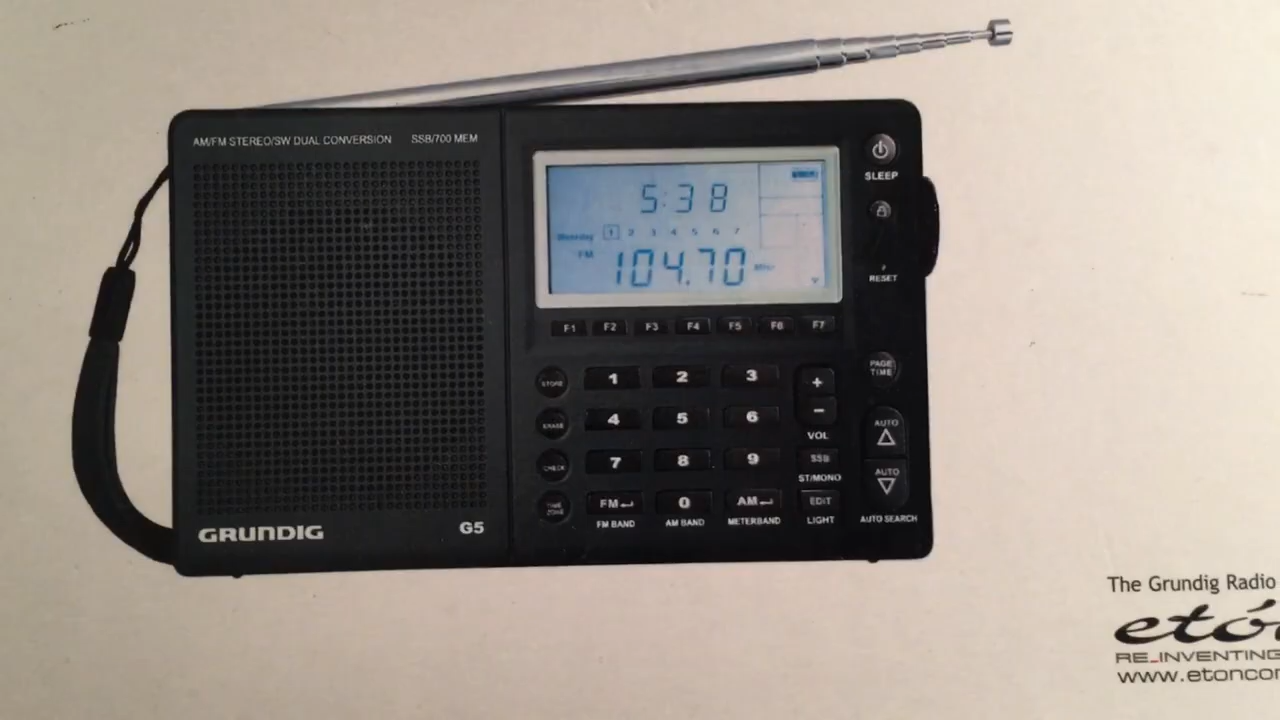 AM/FM STEREO/SW DUAL CONVERSION SSB/700 MEM
SLEEP
5:38
Weekday 1 2 3 4 5 6 7
FM 104.70 MHz
RESET
F1 F2 F3 F4 F5 F6 F7
PAGE
TIME
STORE 1 2 3 +
ERASE 4 5 6 -
VOL
AUTO
CHECK 7 8 9 SSB
ST/MONO
AUTO
TIME
ZONE
FM 0 AM EDIT
FM BAND AM BAND METERBAND LIGHT
AUTO SEARCH
GRUNDIG G5
The Grundig Radio
etó
RE_INVENTING
www.etoncor